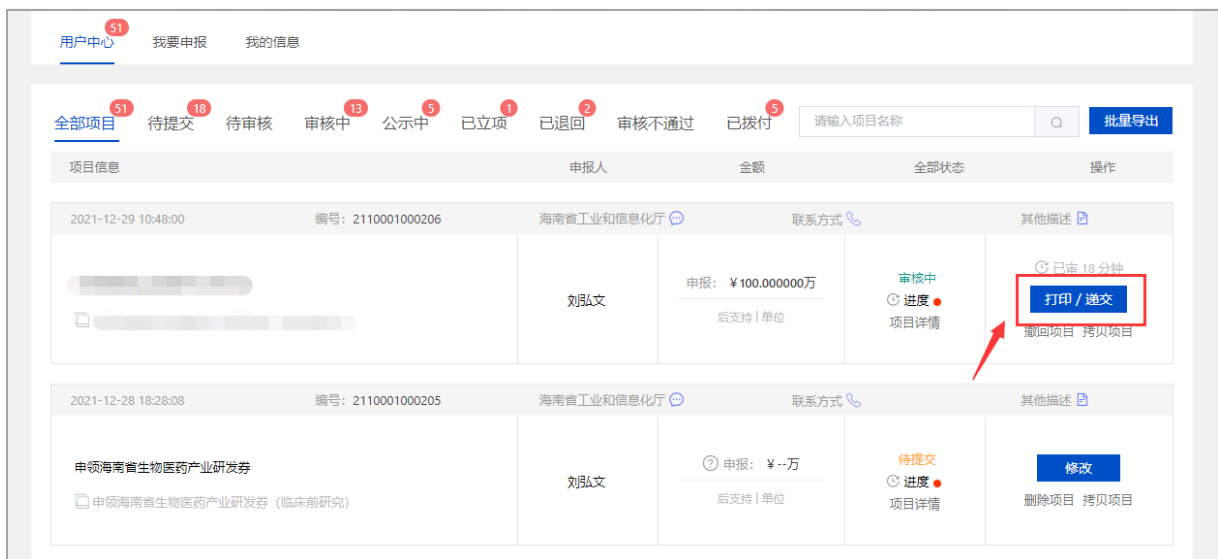 用户中心 51 我要申报 我的信息
全部项目 51 待提交 18 待审核 审核中 13 公示中 5 已立项 1 已退回 2 审核不通过 已拨付 5 请输入项目名称 批量导出
项目信息 申报人 金额 全部状态 操作
2021-12-29 10:48:00 编号：2110001000206 海南省工业和信息化厅 联系方式 其他描述
已审 18 分钟
申报： ￥100.000000万 审核中 打印 / 递交
刘弘文 进度
后支持 | 单位 项目详情 撤回项目 拷贝项目
2021-12-28 18:28:08 编号：2110001000205 海南省工业和信息化厅 联系方式 其他描述
申领海南省生物医药产业研发券 申报： ￥--万 待提交 修改
刘弘文 进度
申领海南省生物医药产业研发券（临床前研究） 后支持 | 单位 项目详情 删除项目 拷贝项目